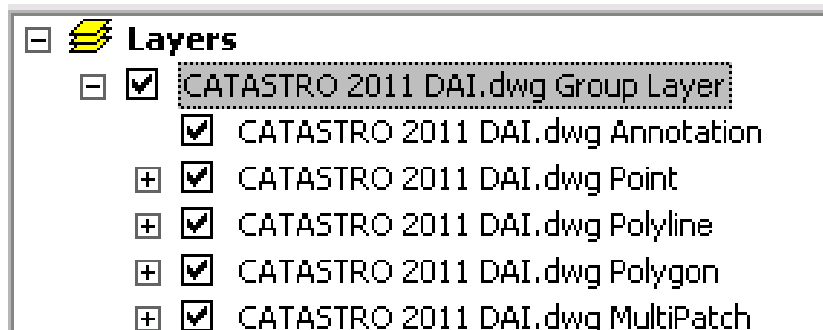 Layers
CATASTRO 2011 DAI.dwg Group Layer
CATASTRO 2011 DAI.dwg Annotation
CATASTRO 2011 DAI.dwg Point
CATASTRO 2011 DAI.dwg Polyline
CATASTRO 2011 DAI.dwg Polygon
CATASTRO 2011 DAI.dwg MultiPatch